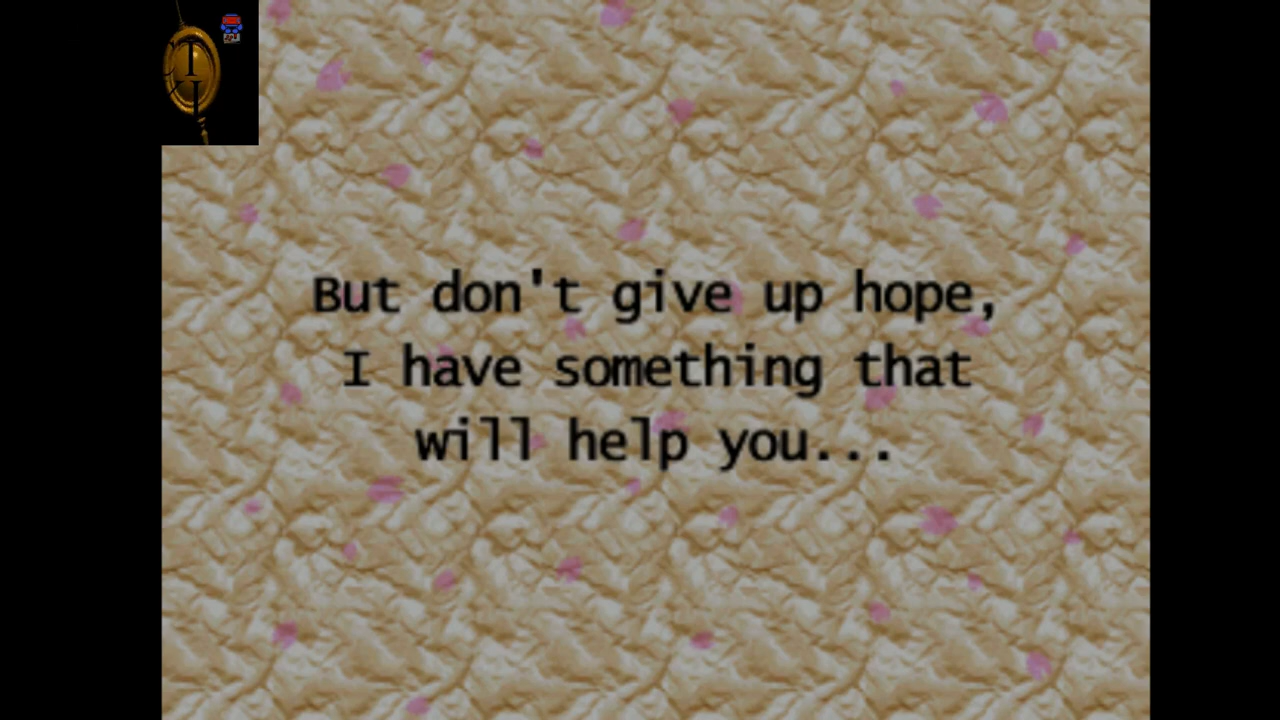 But don't give up hope,
I have something that
will help you...